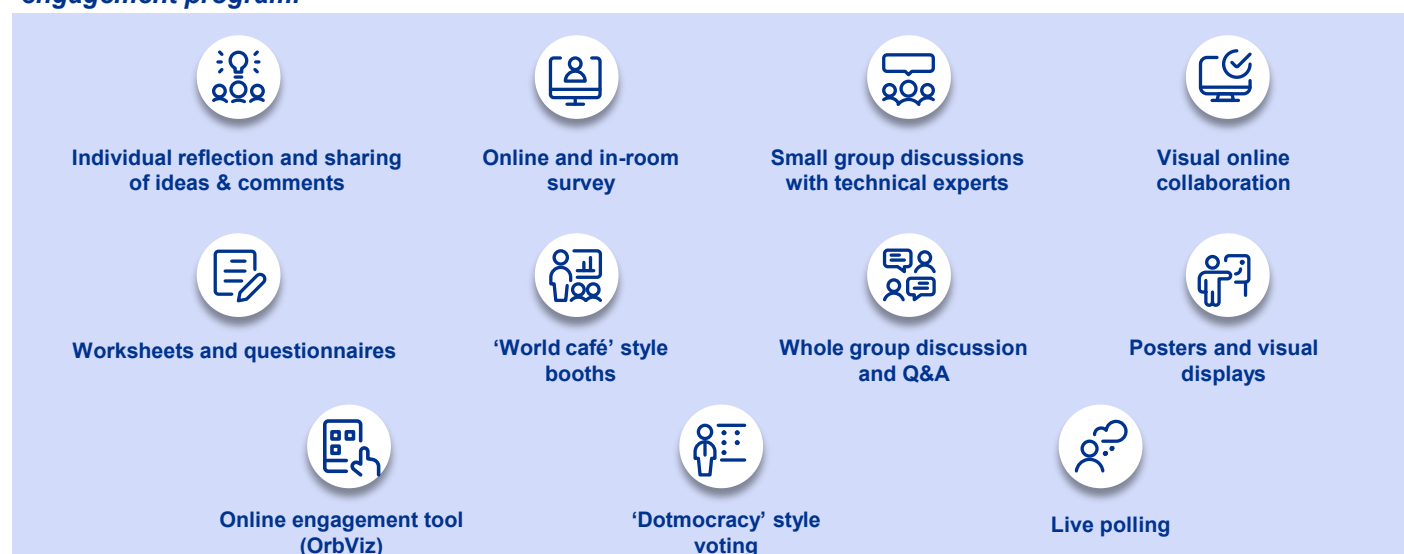 engagement program.
Individual reflection and sharing
of ideas & comments
Online and in-room
survey
Small group discussions
with technical experts
Visual online
collaboration
Worksheets and questionnaires
‘World café’ style
booths
Whole group discussion
and Q&A
Posters and visual
displays
Online engagement tool
(OrbViz)
‘Dotmocracy’ style
voting
Live polling